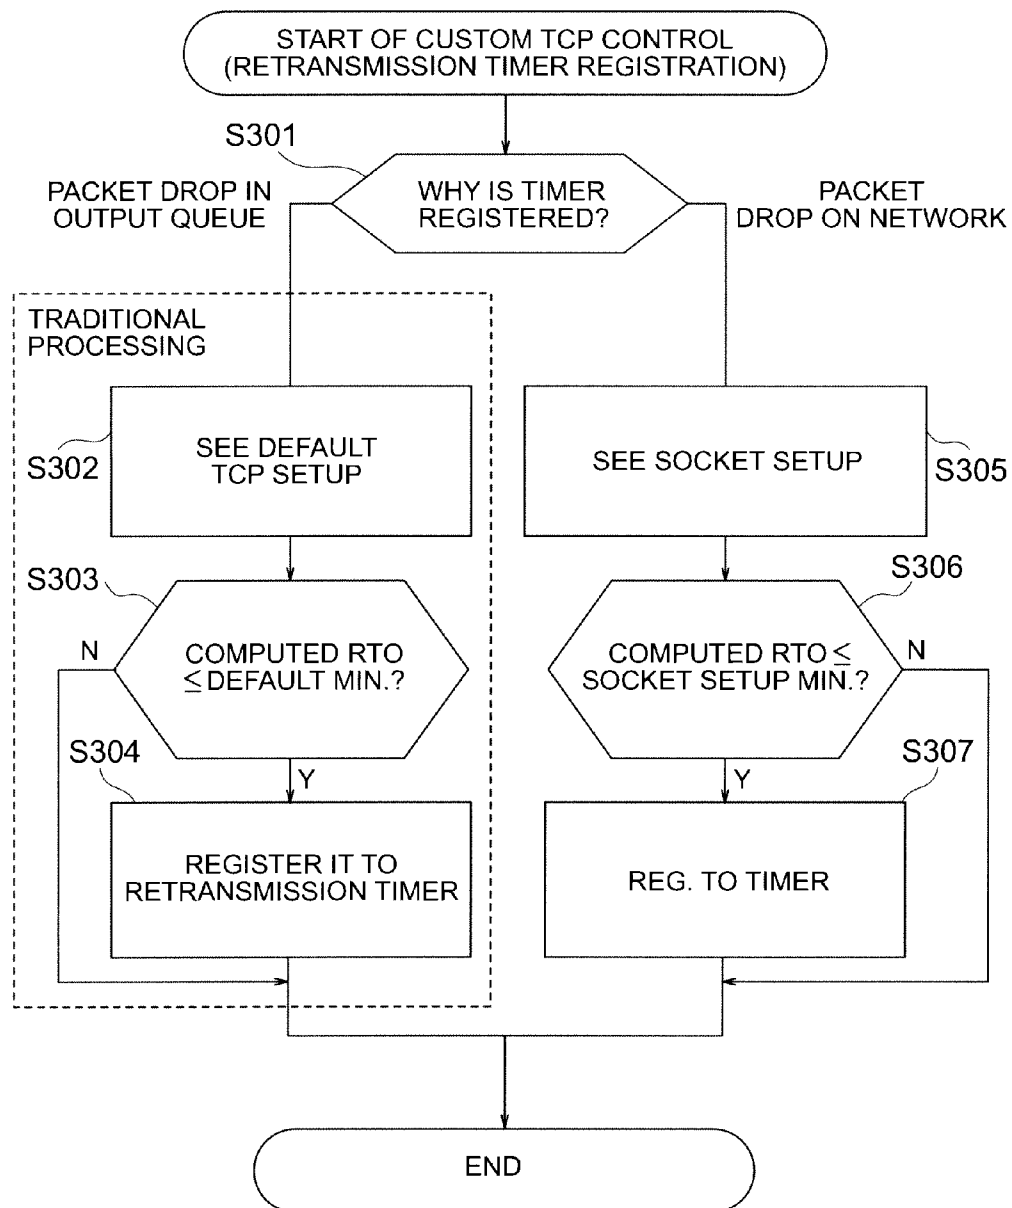 START OF CUSTOM TCP CONTROL
(RETRANSMISSION TIMER REGISTRATION)
S301
PACKET DROP IN
OUTPUT QUEUE
WHY IS TIMER
REGISTERED?
PACKET
DROP ON NETWORK
TRADITIONAL
PROCESSING
S302
SEE DEFAULT
TCP SETUP
SEE SOCKET SETUP
S305
S303
N
COMPUTED RTO
≤ DEFAULT MIN.?
Y
S306
COMPUTED RTO ≤
SOCKET SETUP MIN.?
N
Y
S304
REGISTER IT TO
RETRANSMISSION TIMER
S307
REG. TO TIMER
END